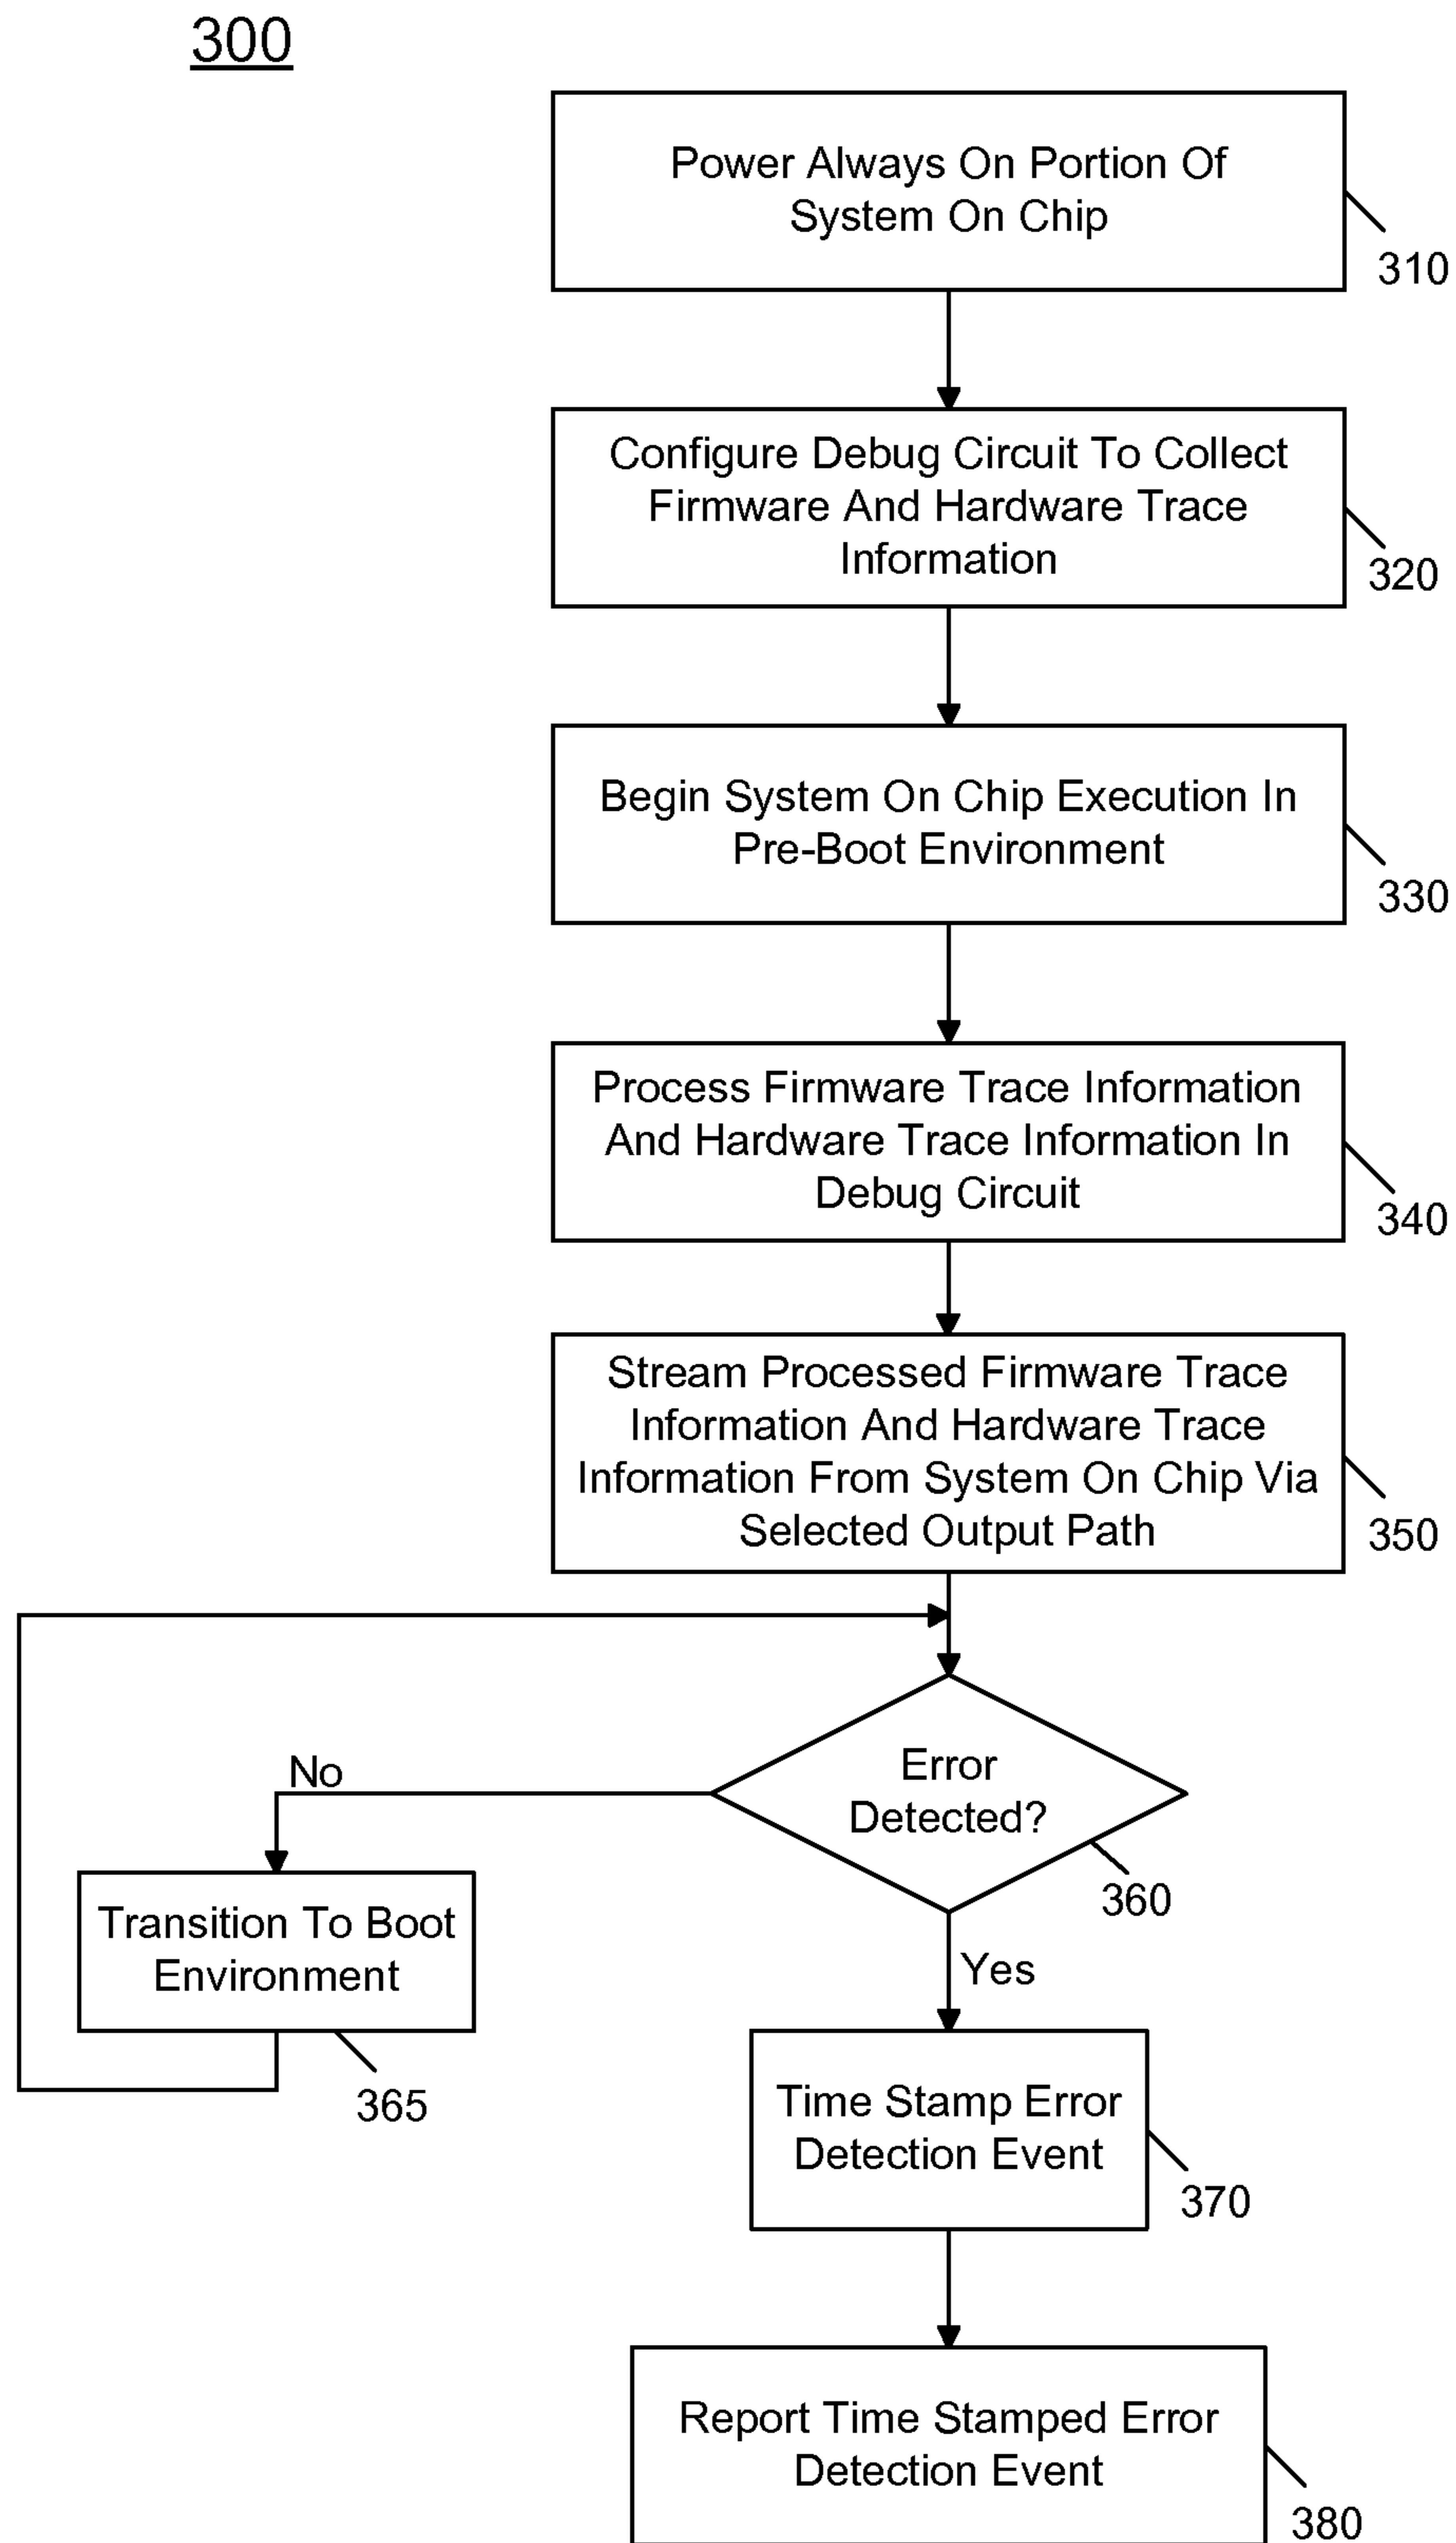 300
Power Always On Portion Of
System On Chip
310
Configure Debug Circuit To Collect
Firmware And Hardware Trace
Information
320
Begin System On Chip Execution In
Pre-Boot Environment
330
Process Firmware Trace Information
And Hardware Trace Information In
Debug Circuit
340
Stream Processed Firmware Trace
Information And Hardware Trace
Information From System On Chip Via
Selected Output Path
350
Error
Detected?
360
No
Transition To Boot
Environment
365
Yes
Time Stamp Error
Detection Event
370
Report Time Stamped Error
Detection Event
380